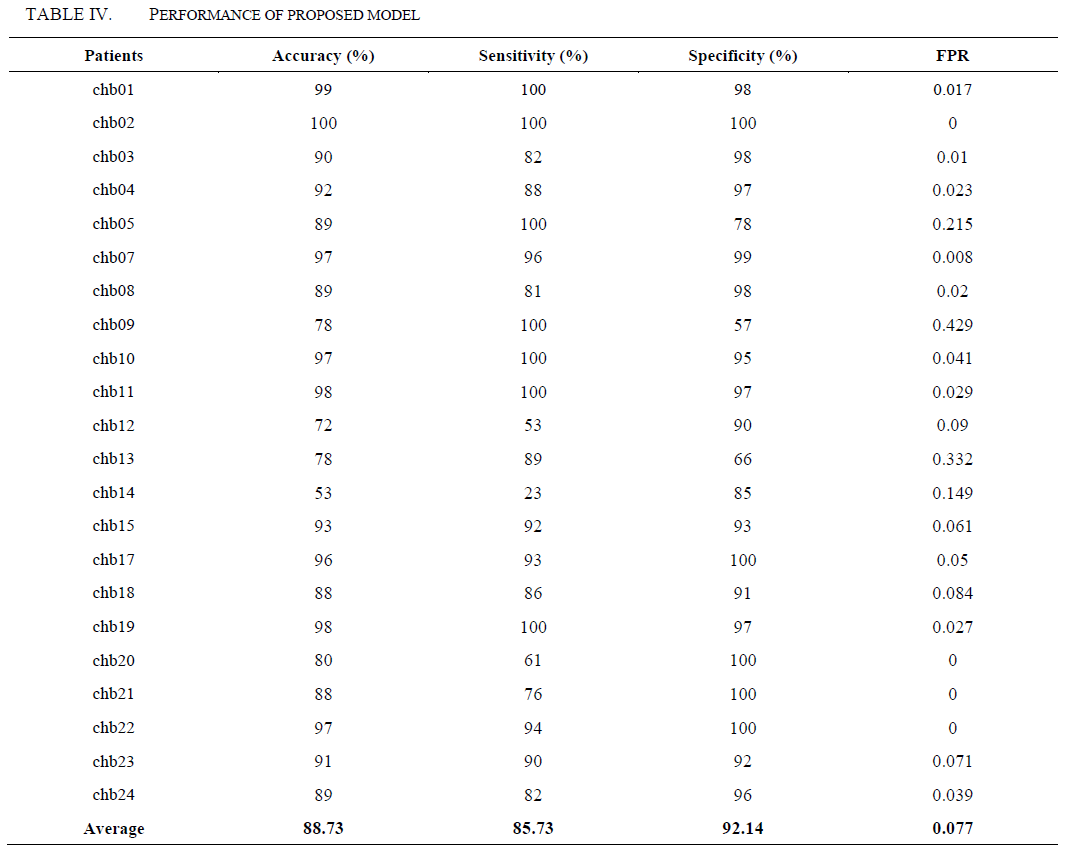 TABLE IV. PERFORMANCE OF PROPOSED MODEL
Patients Accuracy (%) Sensitivity (%) Specificity (%) FPR
chb01 99 100 98 0.017
chb02 100 100 100 0
chb03 90 82 98 0.01
chb04 92 88 97 0.023
chb05 89 100 78 0.215
chb07 97 96 99 0.008
chb08 89 81 98 0.02
chb09 78 100 57 0.429
chb10 97 100 95 0.041
chb11 98 100 97 0.029
chb12 72 53 90 0.09
chb13 78 89 66 0.332
chb14 53 23 85 0.149
chb15 93 92 93 0.061
chb17 96 93 100 0.05
chb18 88 86 91 0.084
chb19 98 100 97 0.027
chb20 80 61 100 0
chb21 88 76 100 0
chb22 97 94 100 0
chb23 91 90 92 0.071
chb24 89 82 96 0.039
Average 88.73 85.73 92.14 0.077